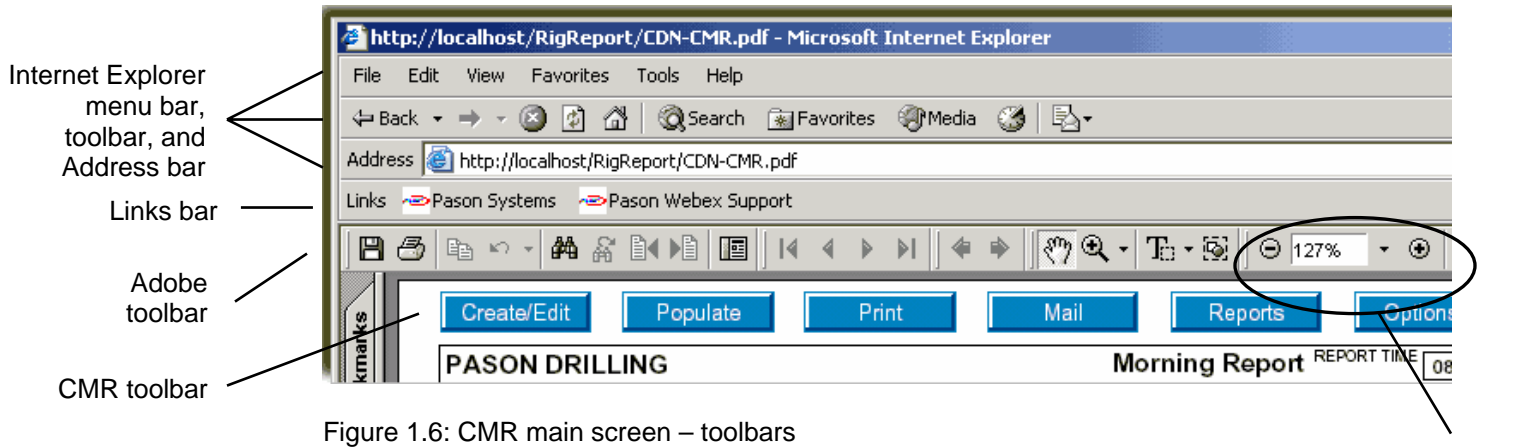 http://localhost/RigReport/CDN-CMR.pdf - Microsoft Internet Explorer
File Edit View Favorites Tools Help
Back Search Favorites Media
Address http://localhost/RigReport/CDN-CMR.pdf
Links Pason Systems Pason Webex Support
127%
Create/Edit Populate Print Mail Reports Options
PASON DRILLING Morning Report REPORT TIME 08
kmarks
Internet Explorer
menu bar,
toolbar, and
Address bar
Links bar
Adobe
toolbar
CMR toolbar
Figure 1.6: CMR main screen – toolbars